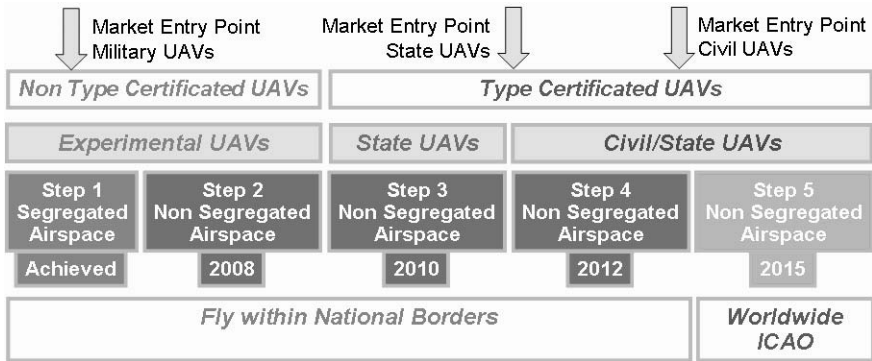 Market Entry Point
Military UAVs
Market Entry Point
State UAVs
Market Entry Point
Civil UAVs
Non Type Certificated UAVs
Type Certificated UAVs
Experimental UAVs
State UAVs
Civil/State UAVs
Step 1
Segregated
Airspace
Step 2
Non Segregated
Airspace
Step 3
Non Segregated
Airspace
Step 4
Non Segregated
Airspace
Step 5
Non Segregated
Airspace
Achieved
2008
2010
2012
2015
Fly within National Borders
Worldwide
ICAO